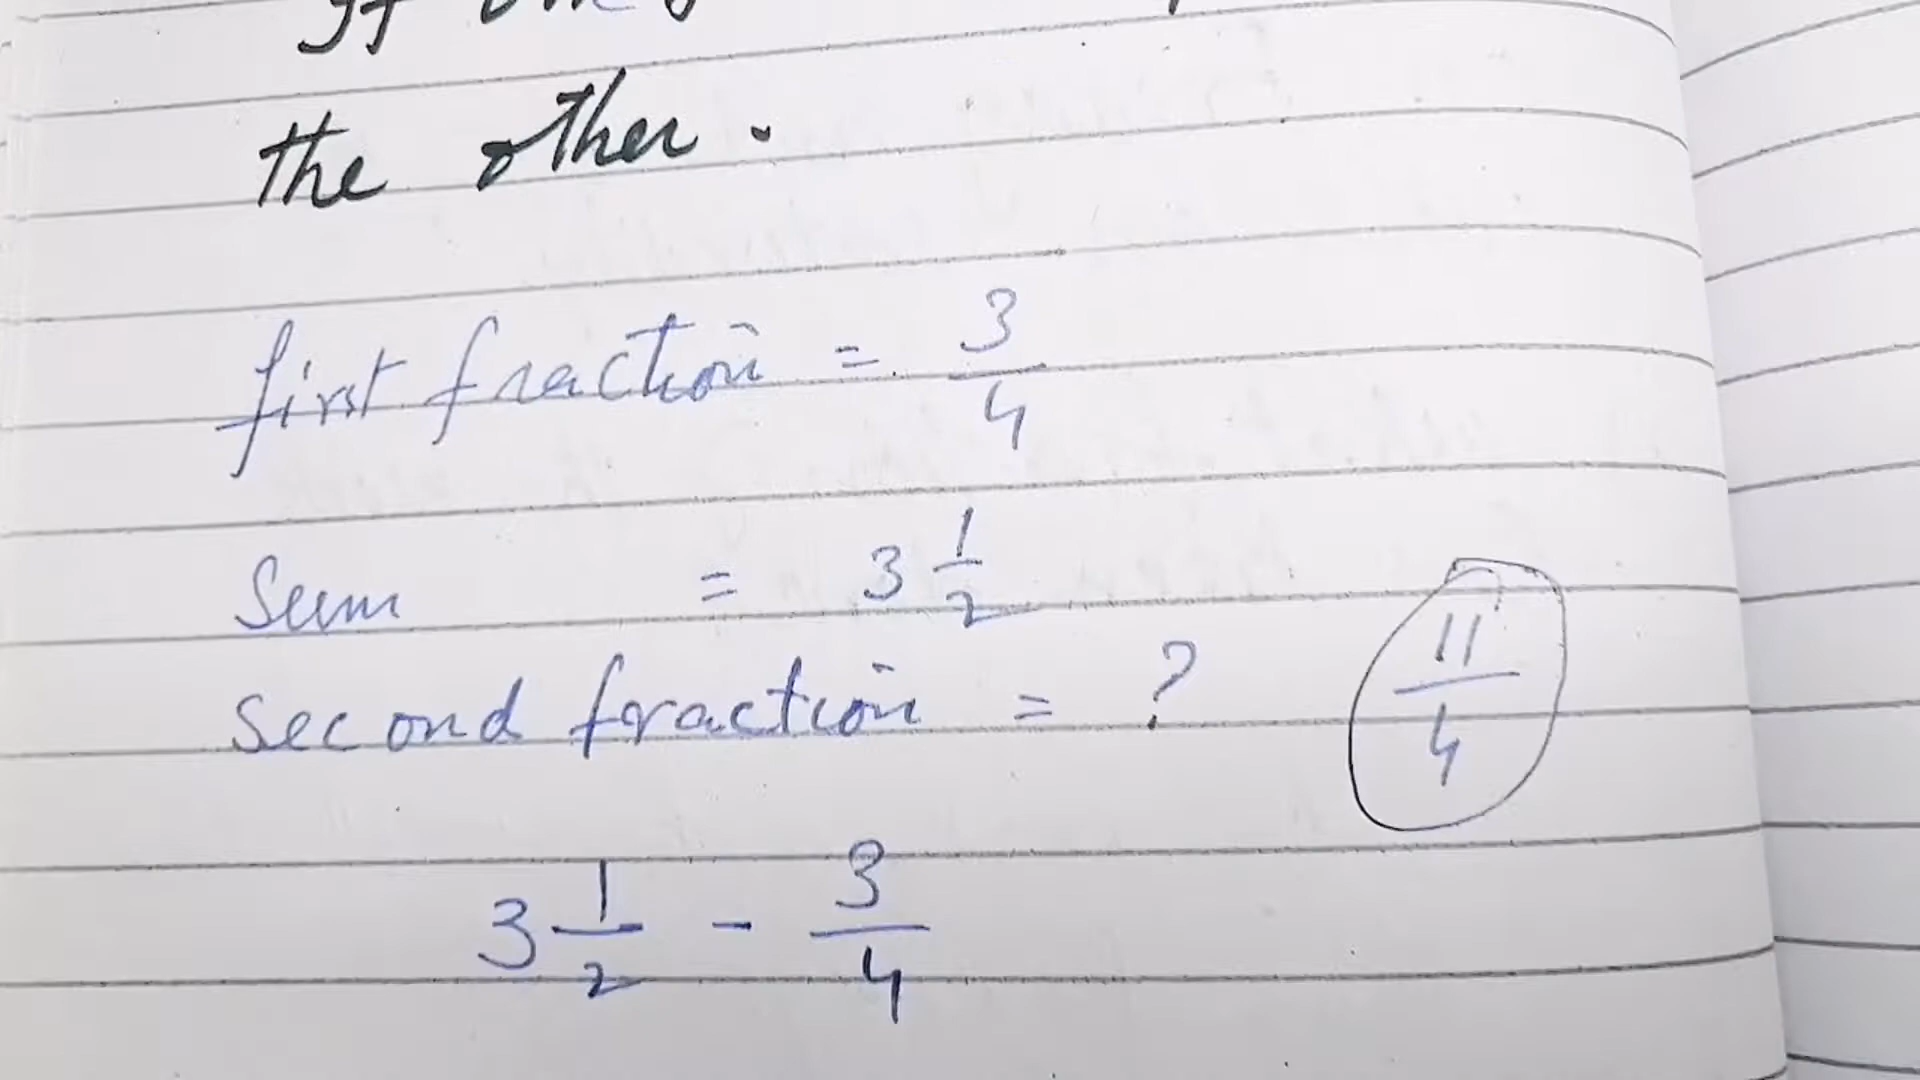 the other.
first fraction = 3/4
Sum = 3 1/2
second fraction = ?
11/4
3 1/2 - 3/4